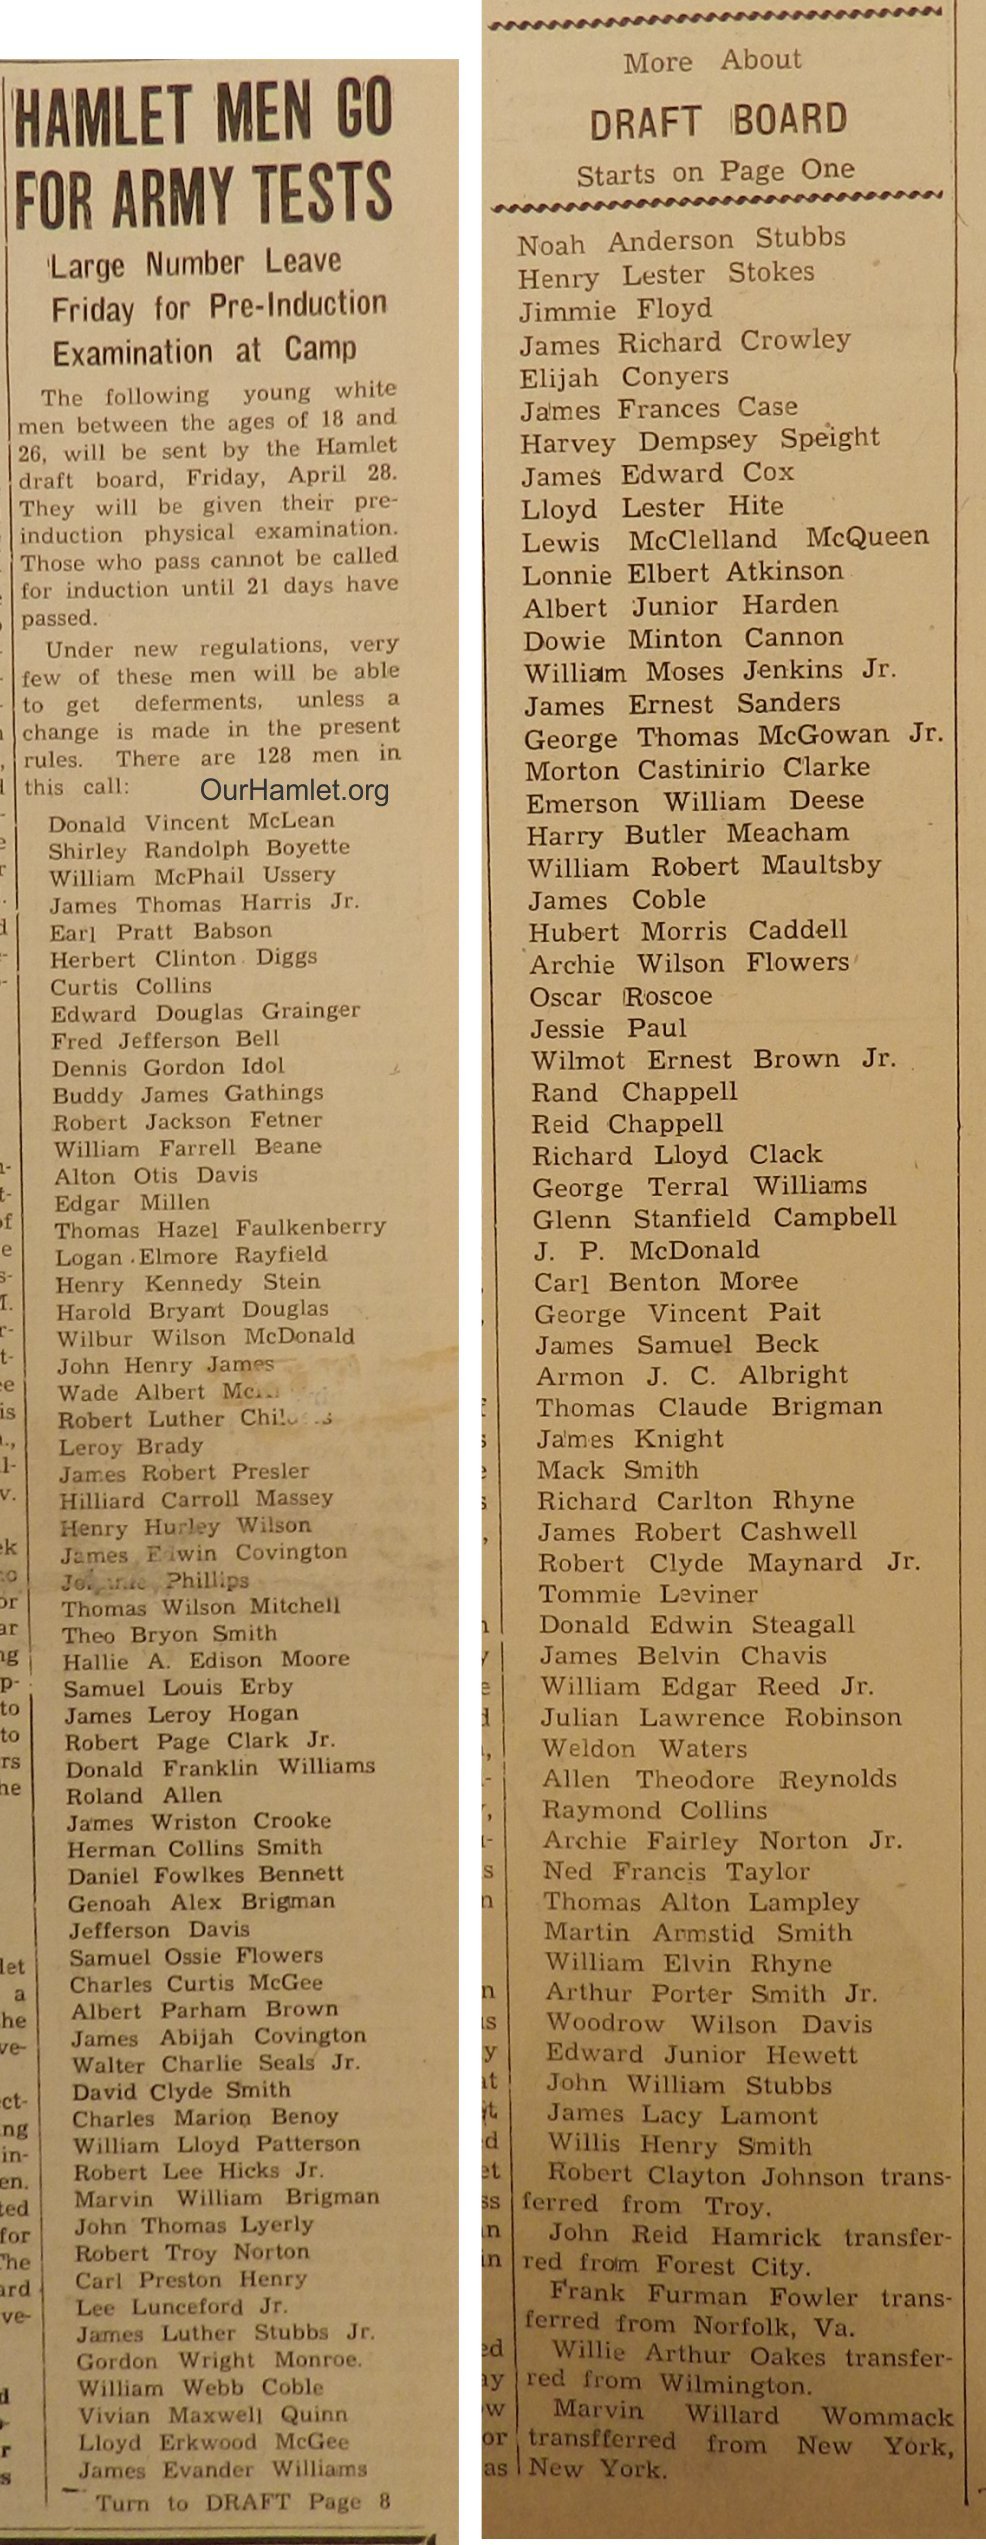 HAMLET MEN GO
FOR ARMY TESTS
Large Number Leave
Friday for Pre-Induction
Examination at Camp
The following young white
men between the ages of 18 and
26, will be sent by the Hamlet
draft board, Friday, April 28.
They will be given their pre-
induction physical examination.
Those who pass cannot be called
for induction until 21 days have
passed.
Under new regulations, very
few of these men will be able
to get deferments, unless a
change is made in the present
rules. There are 128 men in
this call:
OurHamlet.org
Donald Vincent McLean
Shirley Randolph Boyette
William McPhail Ussery
James Thomas Harris Jr.
Earl Pratt Babson
Herbert Clinton Diggs
Curtis Collins
Edward Douglas Grainger
Fred Jefferson Bell
Dennis Gordon Idol
Buddy James Gathings
Robert Jackson Fetner
William Farrell Beane
Alton Otis Davis
Edgar Millen
Thomas Hazel Faulkenberry
Logan Elmore Rayfield
Henry Kennedy Stein
Harold Bryant Douglas
Wilbur Wilson McDonald
John Henry James
Wade Albert
Robert Luther
Leroy Brady
James Robert Presler
Hilliard Carroll Massey
Henry Hurley Wilson
James Edwin Covington
Phillips
Thomas Wilson Mitchell
Theo Bryon Smith
Hallie A. Edison Moore
Samuel Louis Erby
James Leroy Hogan
Robert Page Clark Jr.
Donald Franklin Williams
Roland Allen
James Wriston Crooke
Herman Collins Smith
Daniel Fowlkes Bennett
Genoah Alex Brigman
Jefferson Davis
Samuel Ossie Flowers
Charles Curtis McGee
Albert Parham Brown
James Abijah Covington
Walter Charlie Seals Jr.
David Clyde Smith
Charles Marion Benoy
William Lloyd Patterson
Robert Lee Hicks Jr.
Marvin William Brigman
John Thomas Lyerly
Robert Troy Norton
Carl Preston Henry
Lee Lunceford Jr.
James Luther Stubbs Jr.
Gordon Wright Monroe.
William Webb Coble
Vivian Maxwell Quinn
Lloyd Erkwood McGee
James Evander Williams
Turn to DRAFT Page 8
More About
DRAFT BOARD
Starts on Page One
Noah Anderson Stubbs
Henry Lester Stokes
Jimmie Floyd
James Richard Crowley
Elijah Conyers
James Frances Case
Harvey Dempsey Speight
James Edward Cox
Lloyd Lester Hite
Lewis McClelland McQueen
Lonnie Elbert Atkinson
Albert Junior Harden
Dowie Minton Cannon
William Moses Jenkins Jr.
James Ernest Sanders
George Thomas McGowan Jr.
Morton Castinirio Clarke
Emerson William Deese
Harry Butler Meacham
William Robert Maultsby
James Coble
Hubert Morris Caddell
Archie Wilson Flowers
Oscar Roscoe
Jessie Paul
Wilmot Ernest Brown Jr.
Rand Chappell
Reid Chappell
Richard Lloyd Clack
George Terral Williams
Glenn Stanfield Campbell
J. P. McDonald
Carl Benton Moree
George Vincent Pait
James Samuel Beck
Armon J. C. Albright
Thomas Claude Brigman
James Knight
Mack Smith
Richard Carlton Rhyne
James Robert Cashwell
Robert Clyde Maynard Jr.
Tommie Leviner
Donald Edwin Steagall
James Belvin Chavis
William Edgar Reed Jr.
Julian Lawrence Robinson
Weldon Waters
Allen Theodore Reynolds
Raymond Collins
Archie Fairley Norton Jr.
Ned Francis Taylor
Thomas Alton Lampley
Martin Armstid Smith
William Elvin Rhyne
Arthur Porter Smith Jr.
Woodrow Wilson Davis
Edward Junior Hewett
John William Stubbs
James Lacy Lamont
Willis Henry Smith
Robert Clayton Johnson trans-
ferred from Troy.
John Reid Hamrick transfer-
red from Forest City.
Frank Furman Fowler trans-
ferred from Norfolk, Va.
Willie Arthur Oakes transfer-
red from Wilmington.
Marvin Willard Wommack
transfferred from New York,
New York.